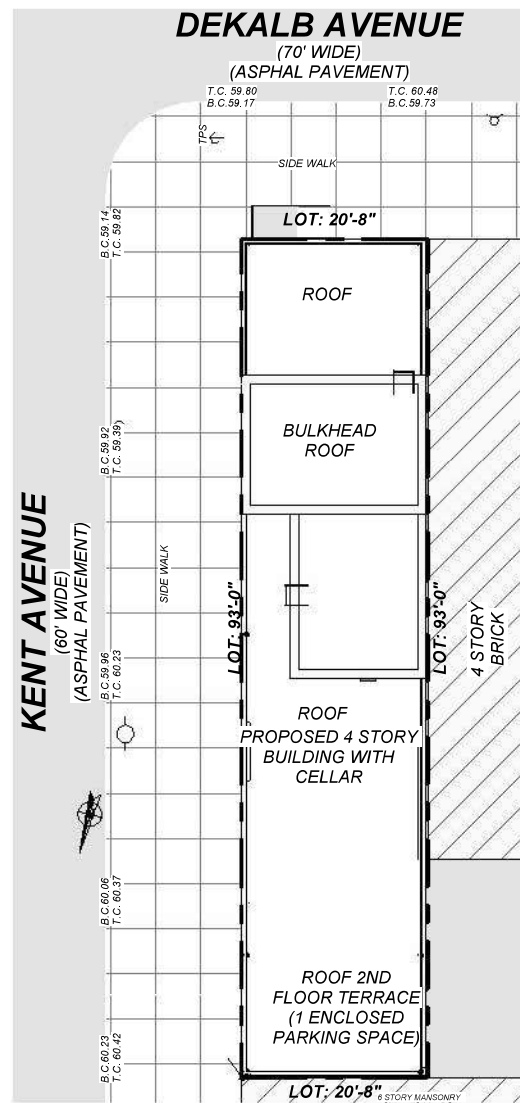 DEKALB AVENUE
(70' WIDE)
(ASPHAL PAVEMENT)
T.C. 59.80
B.C.59.17
T.C. 60.48
B.C.59.73
TPS
SIDE WALK
B.C.59.14
T.C. 59.82
LOT: 20'-8"
ROOF
BULKHEAD
ROOF
B.C.59.92
T.C. 59.39)
KENT AVENUE
(60' WIDE)
(ASPHAL PAVEMENT)
SIDE WALK
LOT: 93'-0"
LOT: 93'-0"
4 STORY
BRICK
B.C.59.96
T.C. 60.23
ROOF
PROPOSED 4 STORY
BUILDING WITH
CELLAR
B.C.60.06
T.C. 60.37
ROOF 2ND
FLOOR TERRACE
(1 ENCLOSED
PARKING SPACE)
B.C.60.23
T.C. 60.42
LOT: 20'-8"
6 STORY MANSONRY